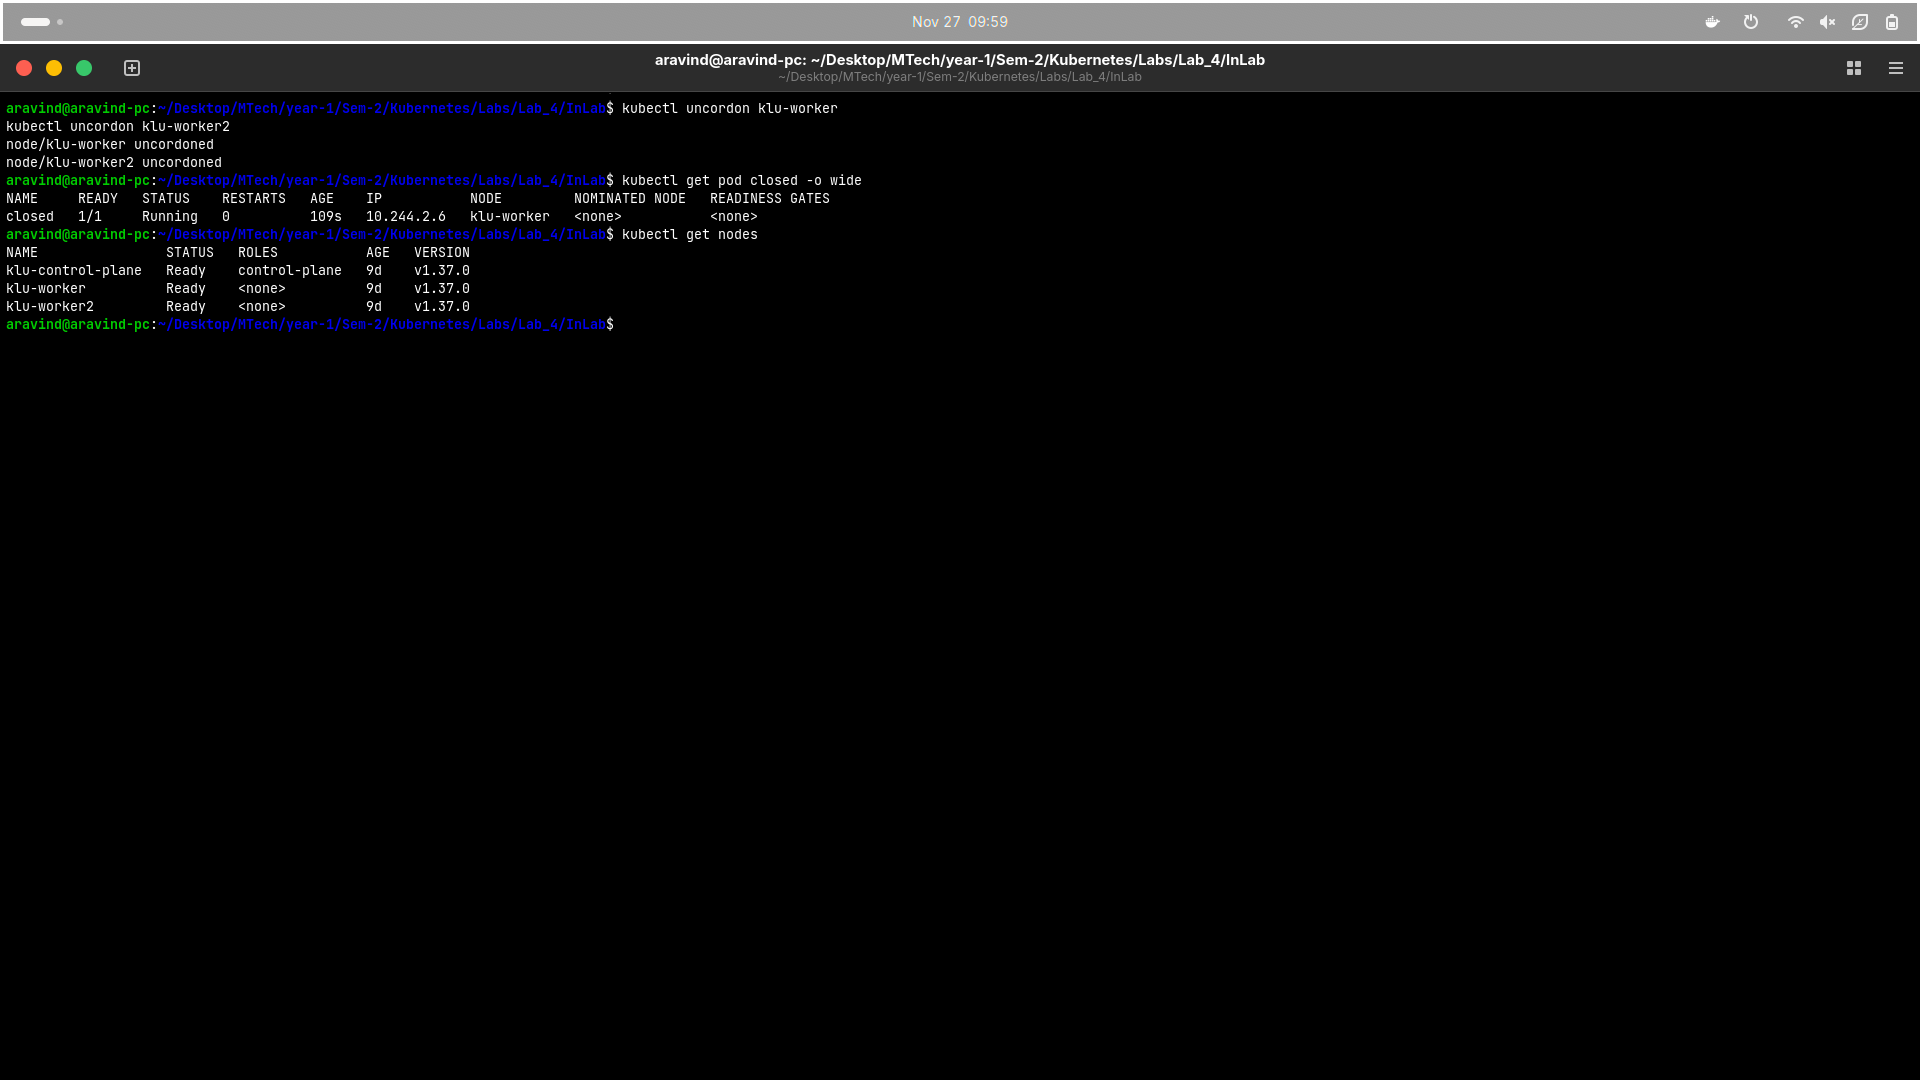 Nov 27 09:59
aravind@aravind-pc: ~/Desktop/MTech/year-1/Sem-2/Kubernetes/Labs/Lab_4/InLab
~/Desktop/MTech/year-1/Sem-2/Kubernetes/Labs/Lab_4/InLab
aravind@aravind-pc:~/Desktop/MTech/year-1/Sem-2/Kubernetes/Labs/Lab_4/InLab$ kubectl uncordon klu-worker
kubectl uncordon klu-worker2
node/klu-worker uncordoned
node/klu-worker2 uncordoned
aravind@aravind-pc:~/Desktop/MTech/year-1/Sem-2/Kubernetes/Labs/Lab_4/InLab$ kubectl get pod closed -o wide
NAME     READY   STATUS    RESTARTS   AGE    IP           NODE         NOMINATED NODE   READINESS GATES
closed   1/1     Running   0          109s   10.244.2.6   klu-worker   <none>           <none>
aravind@aravind-pc:~/Desktop/MTech/year-1/Sem-2/Kubernetes/Labs/Lab_4/InLab$ kubectl get nodes
NAME                STATUS   ROLES           AGE   VERSION
klu-control-plane   Ready    control-plane   9d    v1.37.0
klu-worker          Ready    <none>          9d    v1.37.0
klu-worker2         Ready    <none>          9d    v1.37.0
aravind@aravind-pc:~/Desktop/MTech/year-1/Sem-2/Kubernetes/Labs/Lab_4/InLab$